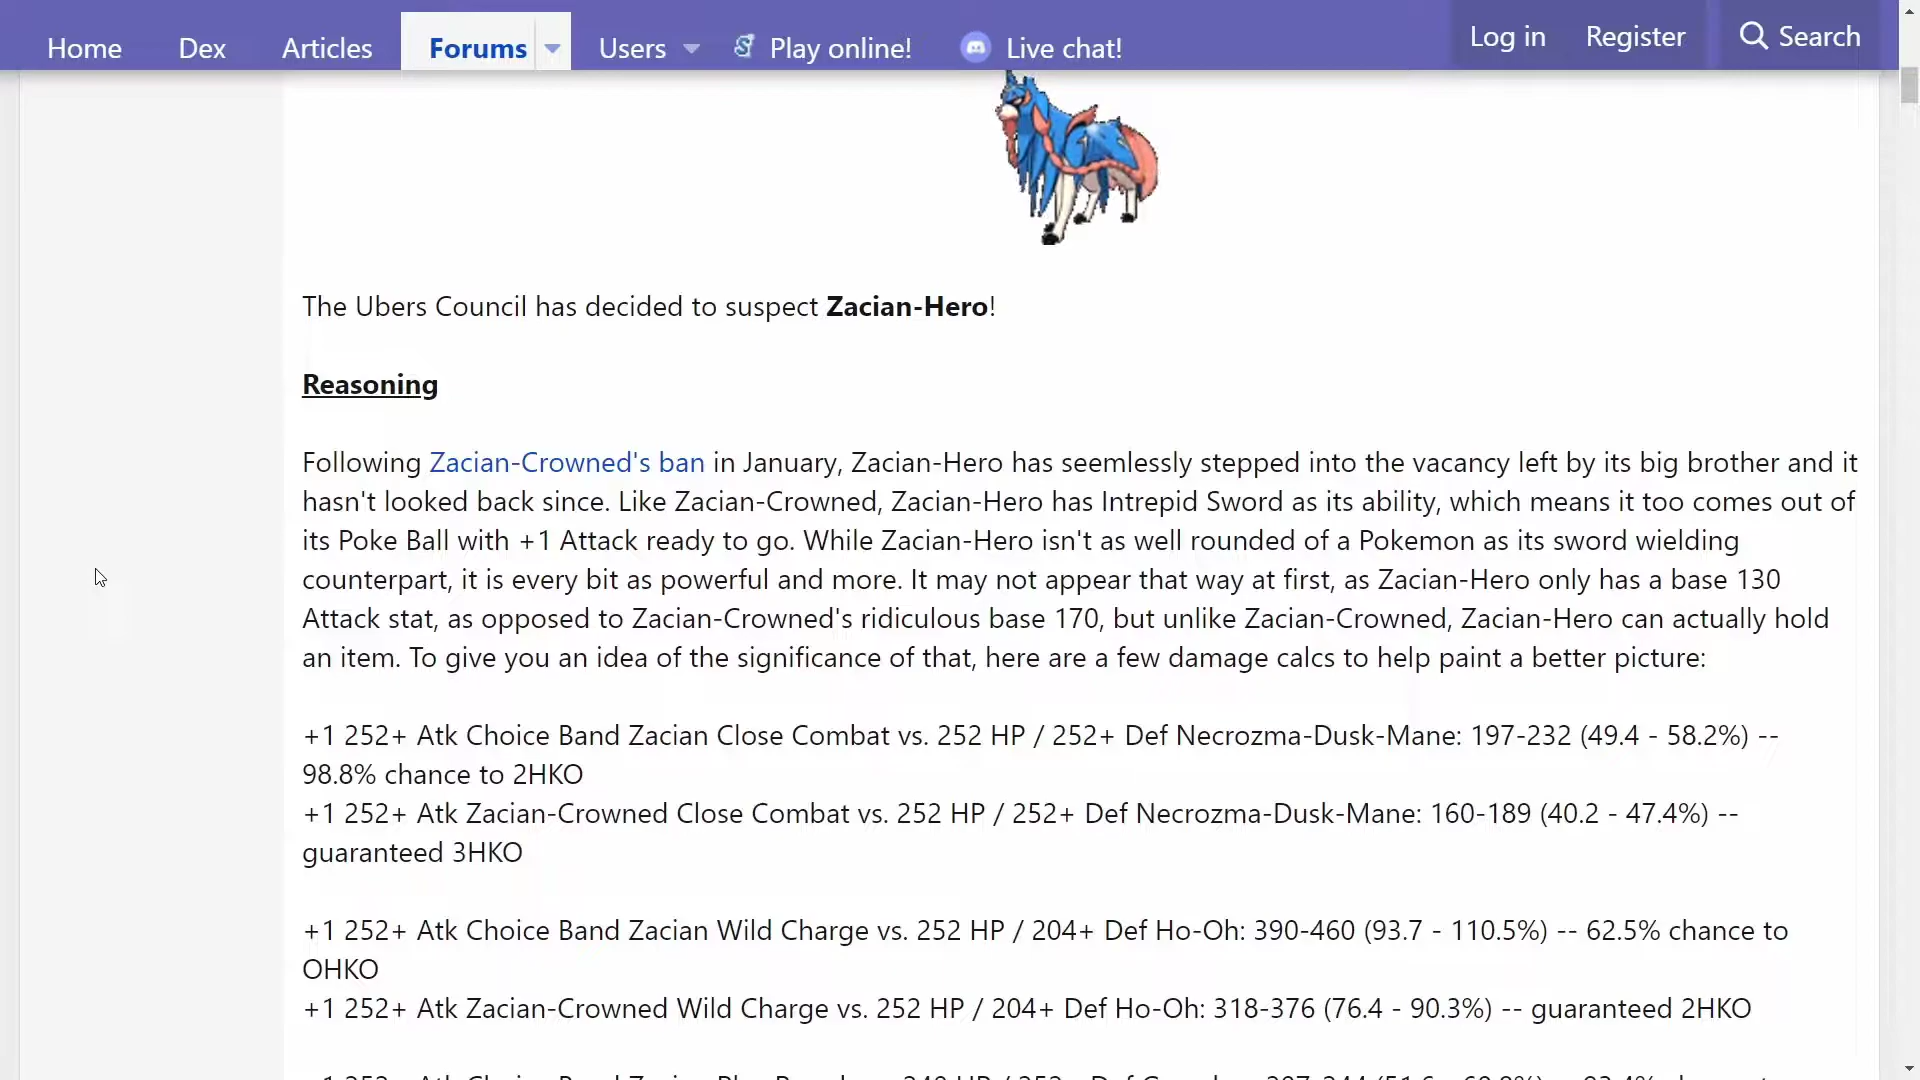 Home Dex Articles Forums Users Play online! Live chat! Log in Register Search
The Ubers Council has decided to suspect Zacian-Hero!
Reasoning
Following Zacian-Crowned's ban in January, Zacian-Hero has seemlessly stepped into the vacancy left by its big brother and it
hasn't looked back since. Like Zacian-Crowned, Zacian-Hero has Intrepid Sword as its ability, which means it too comes out of
its Poke Ball with +1 Attack ready to go. While Zacian-Hero isn't as well rounded of a Pokemon as its sword wielding
counterpart, it is every bit as powerful and more. It may not appear that way at first, as Zacian-Hero only has a base 130
Attack stat, as opposed to Zacian-Crowned's ridiculous base 170, but unlike Zacian-Crowned, Zacian-Hero can actually hold
an item. To give you an idea of the significance of that, here are a few damage calcs to help paint a better picture:
+1 252+ Atk Choice Band Zacian Close Combat vs. 252 HP / 252+ Def Necrozma-Dusk-Mane: 197-232 (49.4 - 58.2%) --
98.8% chance to 2HKO
+1 252+ Atk Zacian-Crowned Close Combat vs. 252 HP / 252+ Def Necrozma-Dusk-Mane: 160-189 (40.2 - 47.4%) --
guaranteed 3HKO
+1 252+ Atk Choice Band Zacian Wild Charge vs. 252 HP / 204+ Def Ho-Oh: 390-460 (93.7 - 110.5%) -- 62.5% chance to
OHKO
+1 252+ Atk Zacian-Crowned Wild Charge vs. 252 HP / 204+ Def Ho-Oh: 318-376 (76.4 - 90.3%) -- guaranteed 2HKO